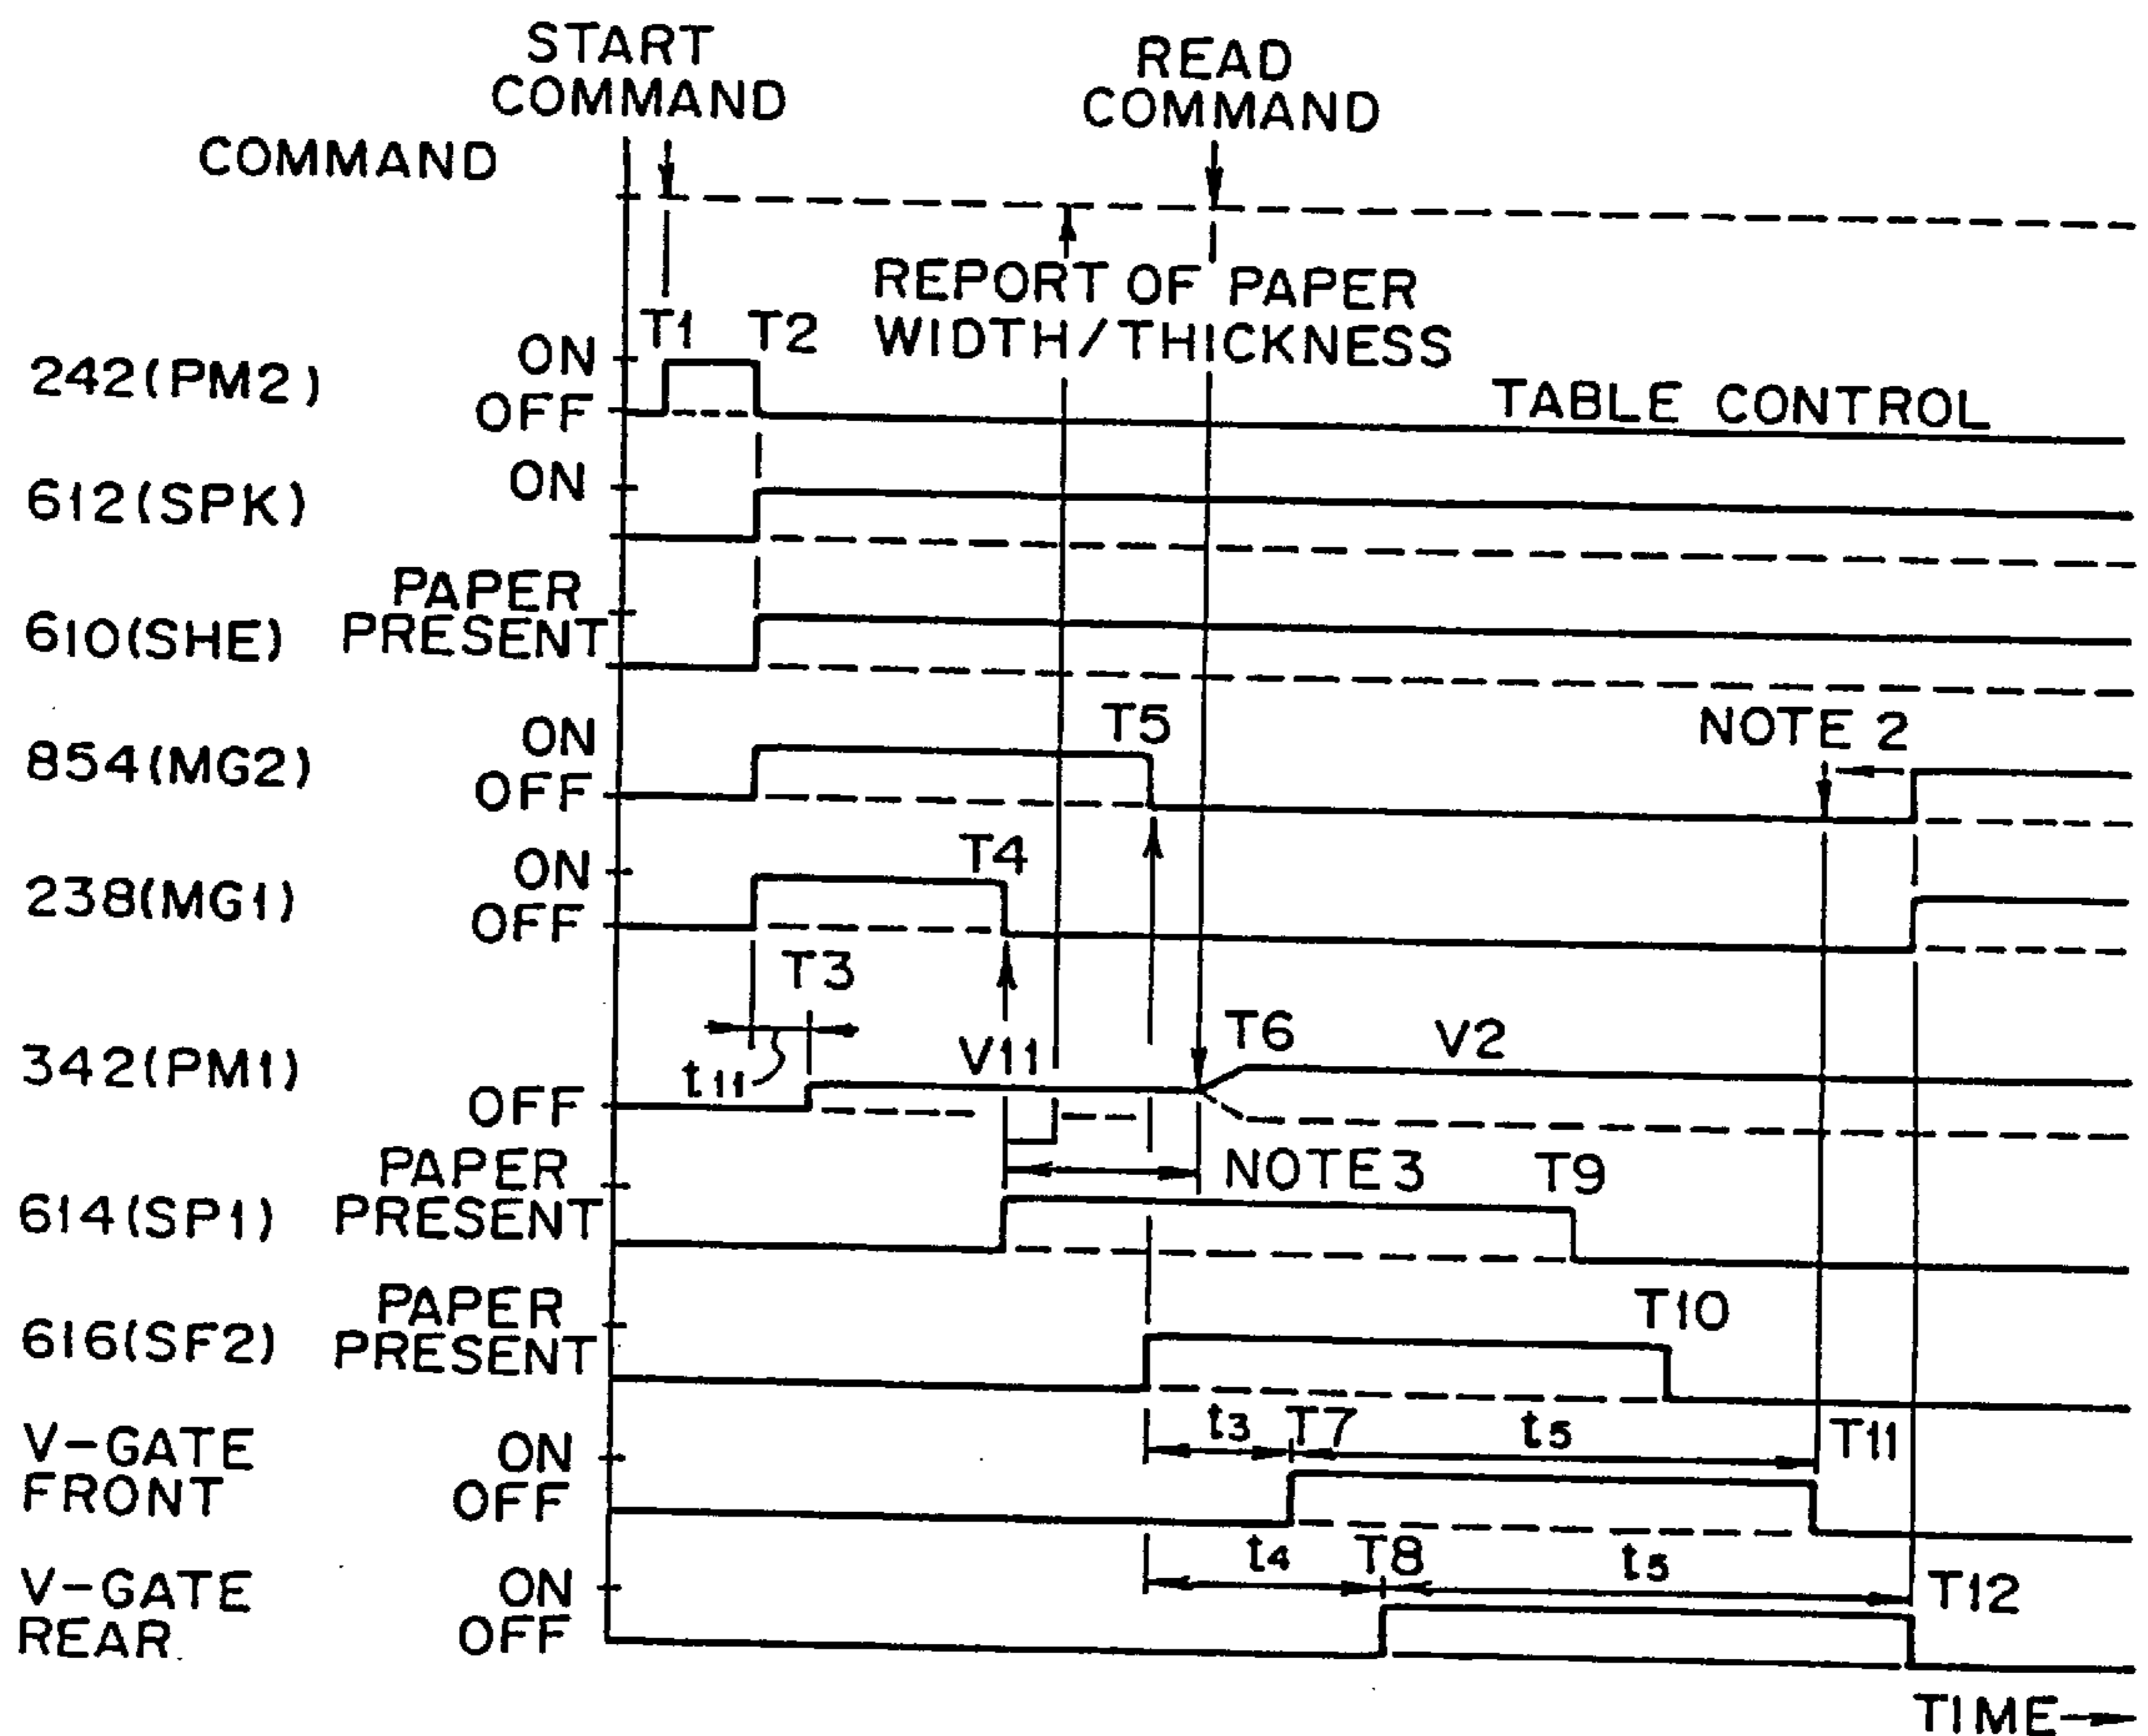 START
COMMAND
READ
COMMAND
COMMAND
REPORT OF PAPER
WIDTH/THICKNESS
T1 T2
242(PM2) ON
OFF
TABLE CONTROL
612(SPK) ON
610(SHE) PAPER
PRESENT
T5
NOTE 2
854(MG2) ON
OFF
T4
238(MG1) ON
OFF
T3
342(PM1) OFF
t11
V11
T6 V2
NOTE 3
614(SP1) PAPER
PRESENT
T9
616(SF2) PAPER
PRESENT
T10
V-GATE
FRONT
ON
OFF
t3 T7 t5 T11
V-GATE
REAR
ON
OFF
t4 T8 t5 T12
TIME